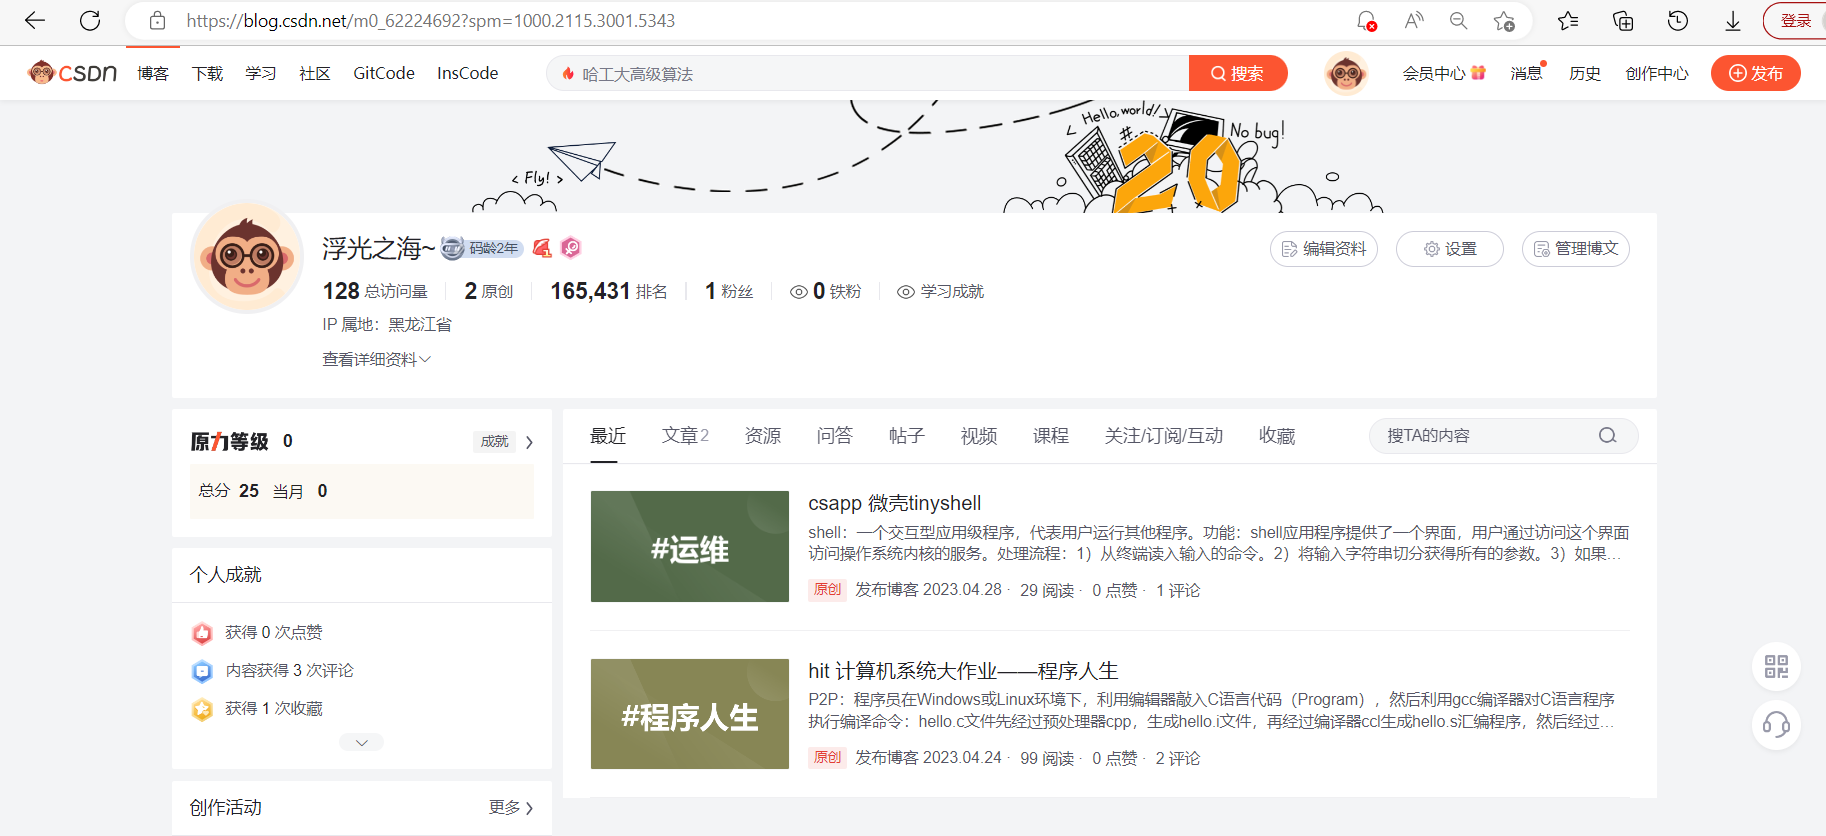 https://blog.csdn.net/m0_62224692?spm=1000.2115.3001.5343
登录
CSDN 博客 下载 学习 社区 GitCode InsCode 哈工大高级算法 搜索 会员中心 消息 历史 创作中心 发布
< Hello,world! />
No bug!
< Fly! >
20
浮光之海~ 码龄2年
编辑资料 设置 管理博文
128 总访问量 2 原创 165,431 排名 1 粉丝 0 铁粉 学习成就
IP 属地：黑龙江省
查看详细资料
原力等级 0 成就
总分 25 当月 0
个人成就
获得 0 次点赞
内容获得 3 次评论
获得 1 次收藏
创作活动 更多
最近 文章2 资源 问答 帖子 视频 课程 关注/订阅/互动 收藏 搜TA的内容
#运维
csapp 微壳tinyshell
shell：一个交互型应用级程序，代表用户运行其他程序。功能：shell应用程序提供了一个界面，用户通过访问这个界面
访问操作系统内核的服务。处理流程：1）从终端读入输入的命令。2）将输入字符串切分获得所有的参数。3）如果...
原创 发布博客 2023.04.28 · 29 阅读 · 0 点赞 · 1 评论
#程序人生
hit 计算机系统大作业——程序人生
P2P：程序员在Windows或Linux环境下，利用编辑器敲入C语言代码（Program），然后利用gcc编译器对C语言程序
执行编译命令：hello.c文件先经过预处理器cpp，生成hello.i文件，再经过编译器ccl生成hello.s汇编程序，然后经过...
原创 发布博客 2023.04.24 · 99 阅读 · 0 点赞 · 2 评论